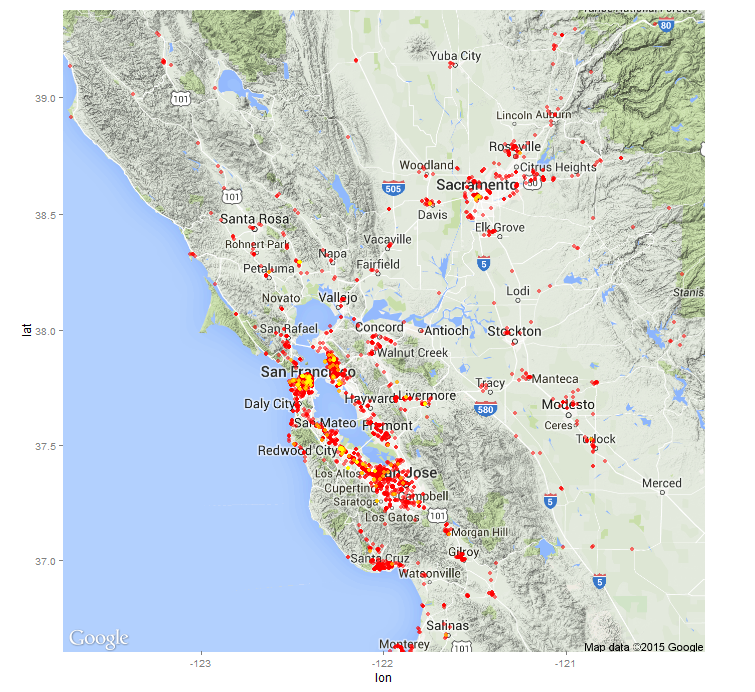 80
Yuba City
39.0
101
Lincoln Auburn
Roseville
Woodland
Citrus Heights
505
Sacramento
50
38.5
101
Santa Rosa
Davis
Elk Grove
Rohnert Park
Vacaville
Napa
Petaluma
Fairfield
5
Novato
Vallejo
Lodi
Stanis
38.0
San Rafael
Concord
Antioch
Stockton
Walnut Creek
San Francisco
Tracy
Manteca
Daly City
Hayward
Livermore
580
Modesto
San Mateo
Fremont
Ceres
Turlock
37.5
Redwood City
Los Altos
San Jose
Cupertino
Campbell
Saratoga
Merced
Los Gatos
101
5
Morgan Hill
Gilroy
37.0
Santa Cruz
Watsonville
5
Salinas
Google
Monterey
101
Map data ©2015 Google
-123
-122
-121
lon
lat